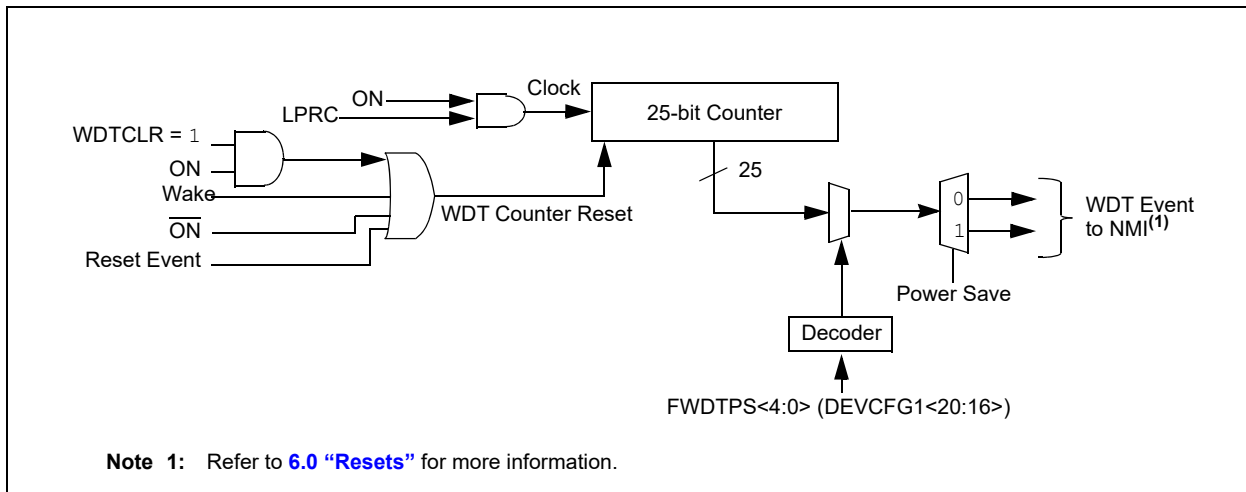 Clock
ON
25-bit Counter
LPRC
WDTCLR = 1
ON
25
Wake
0
WDT Event
WDT Counter Reset
to NMI(1)
ON
1
Reset Event
Power Save
Decoder
FWDTPS<4:0> (DEVCFG1<20:16>)
Note 1: Refer to 6.0 “Resets” for more information.